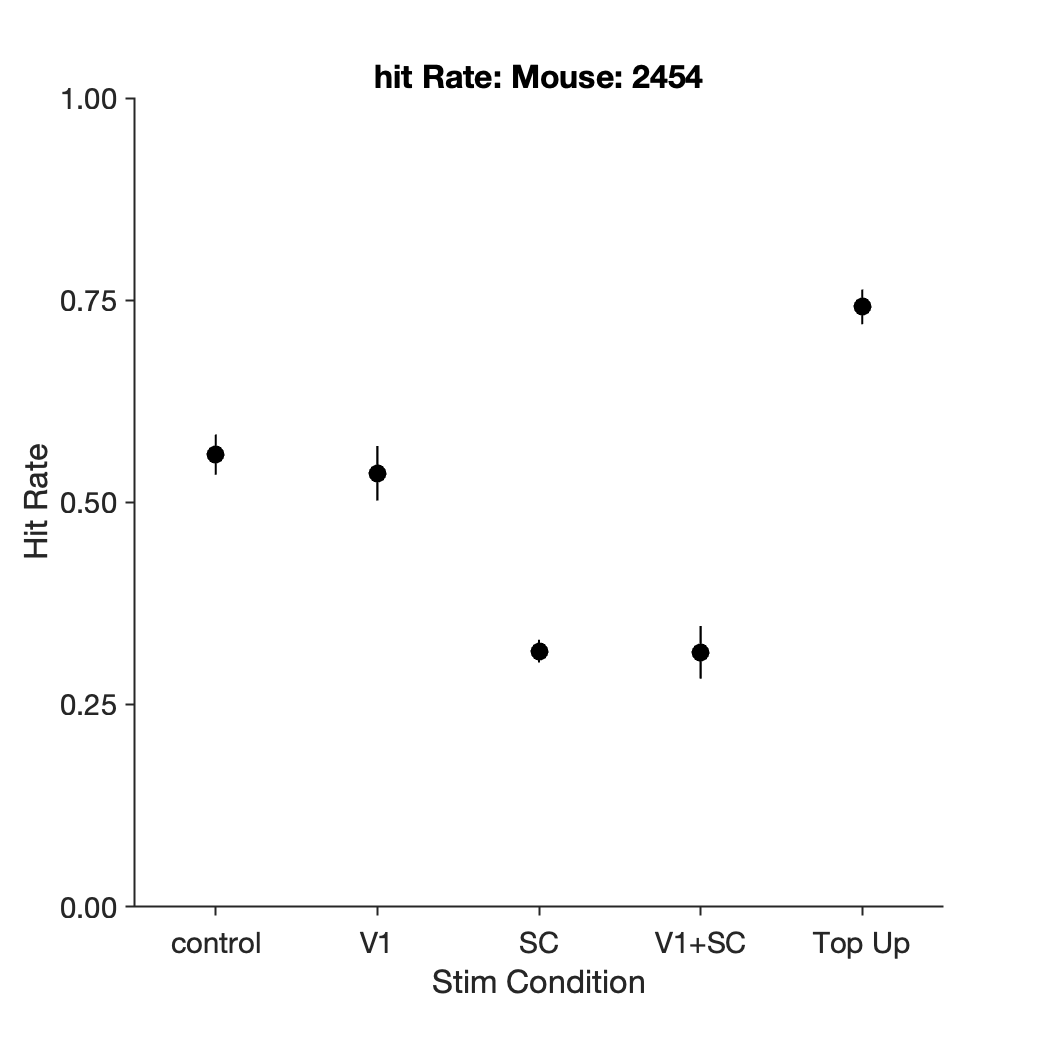 hit Rate: Mouse: 2454
1.00
0.75
0.50
0.25
0.00
Hit Rate
control V1 SC V1+SC Top Up
Stim Condition